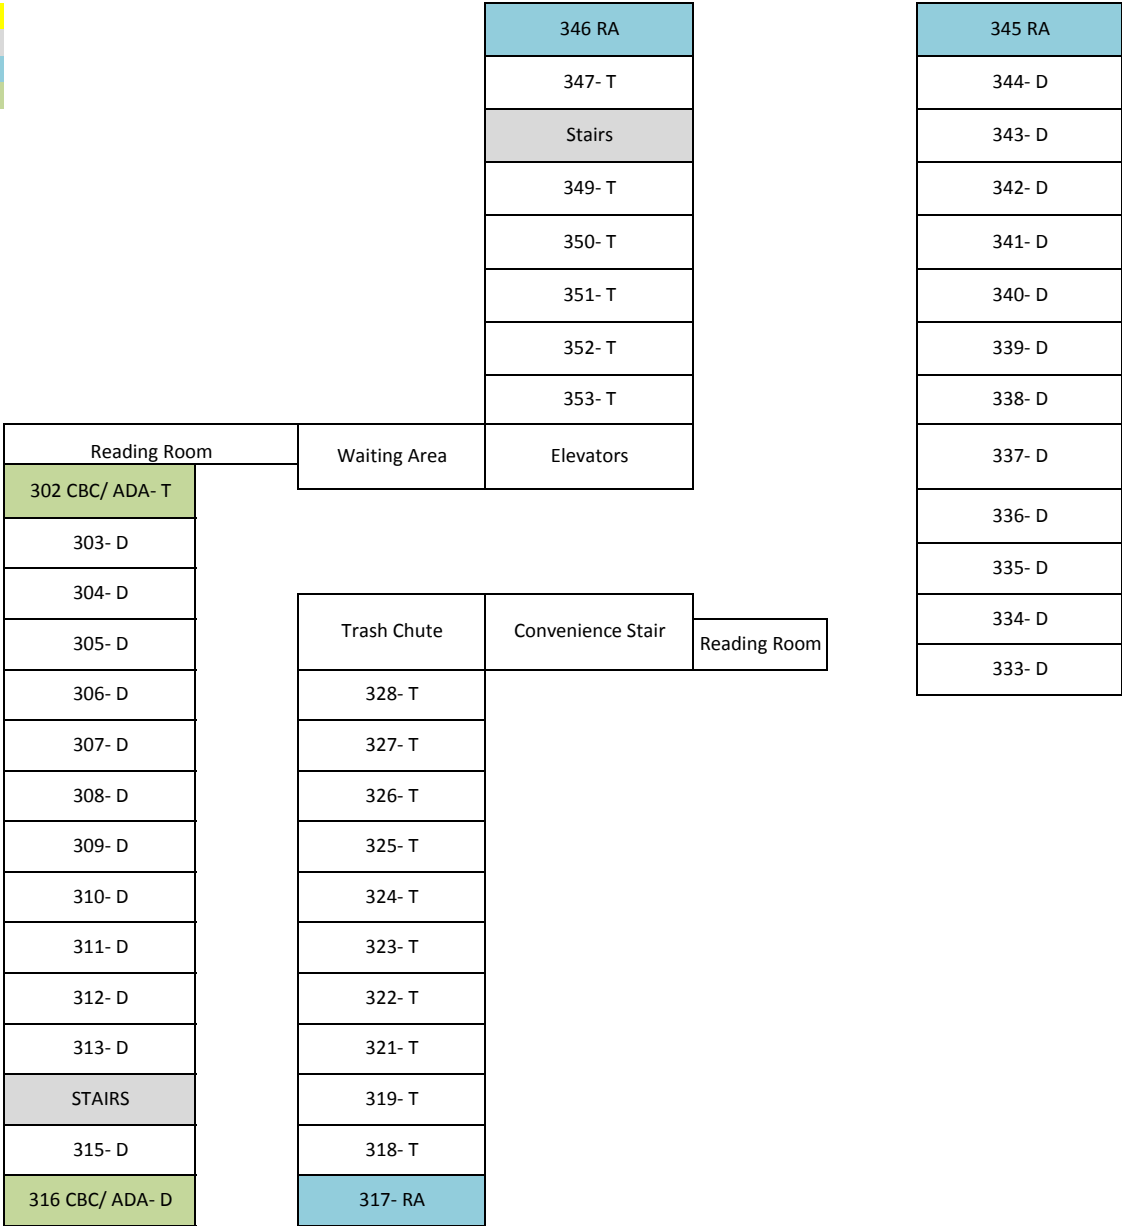 346 RA
345 RA
347- T
344- D
Stairs
343- D
349- T
342- D
350- T
341- D
351- T
340- D
352- T
339- D
353- T
338- D
Reading Room
Waiting Area
Elevators
337- D
302 CBC/ ADA- T
336- D
303- D
335- D
304- D
334- D
305- D
Trash Chute
Convenience Stair
Reading Room
333- D
306- D
328- T
307- D
327- T
308- D
326- T
309- D
325- T
310- D
324- T
311- D
323- T
312- D
322- T
313- D
321- T
STAIRS
319- T
315- D
318- T
316 CBC/ ADA- D
317- RA